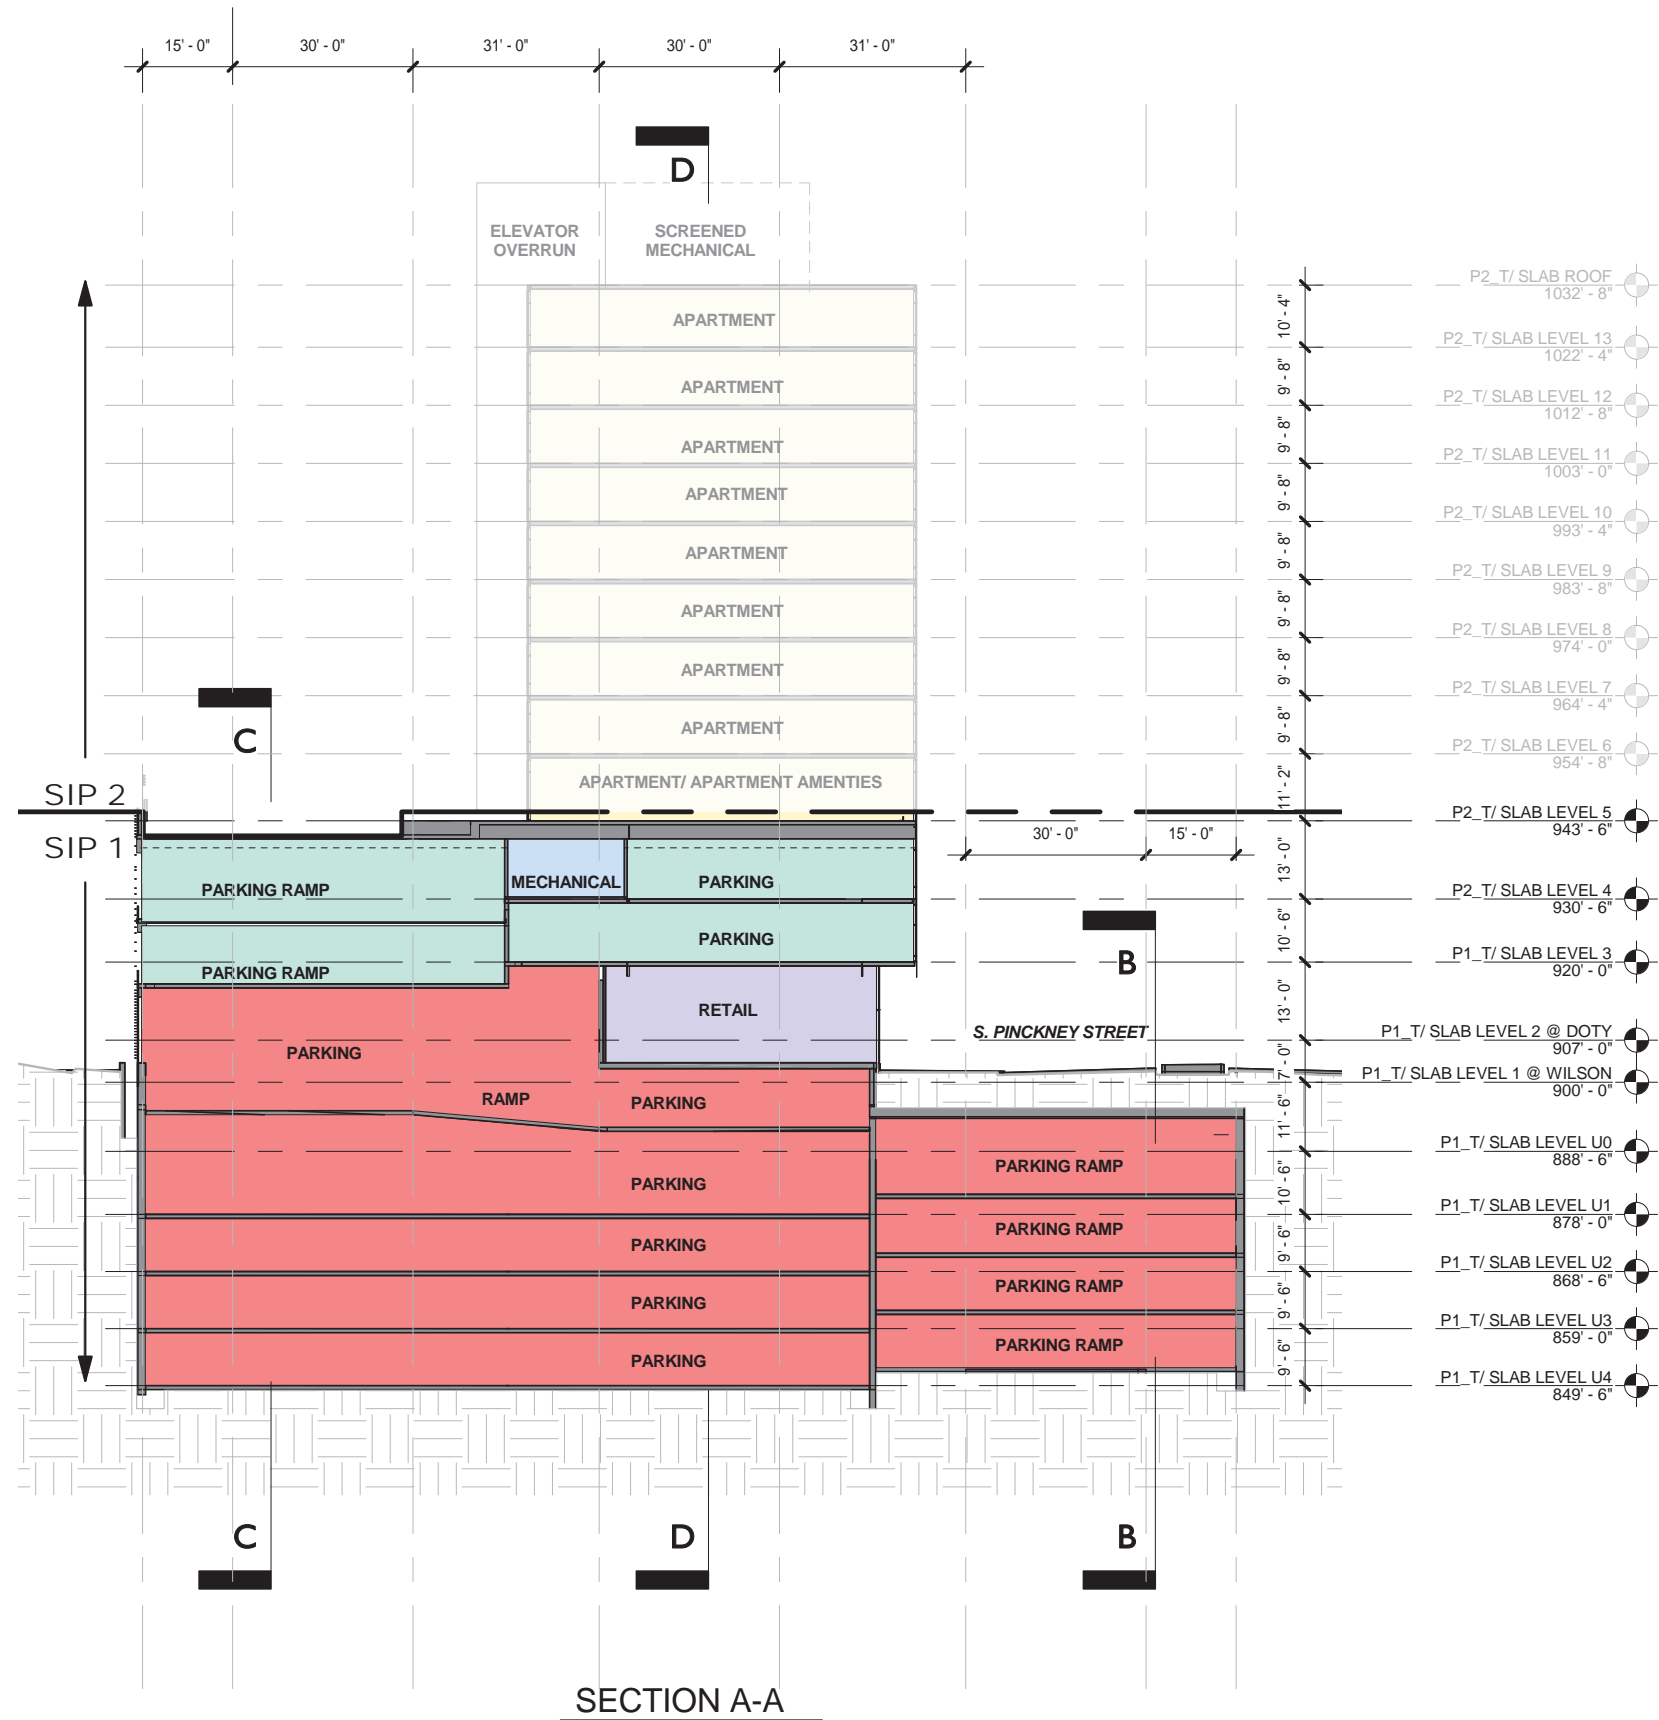 15' - 0" 30' - 0" 31' - 0" 30' - 0" 31' - 0"
D
ELEVATOR
OVERRUN
SCREENED
MECHANICAL
P2_T/ SLAB ROOF
1032' - 8"
10' - 4"
APARTMENT
P2_T/ SLAB LEVEL 13
1022' - 4"
9' - 8"
APARTMENT
P2_T/ SLAB LEVEL 12
1012' - 8"
9' - 8"
APARTMENT
P2_T/ SLAB LEVEL 11
1003' - 0"
9' - 8"
APARTMENT
P2_T/ SLAB LEVEL 10
993' - 4"
9' - 8"
APARTMENT
P2_T/ SLAB LEVEL 9
983' - 8"
9' - 8"
APARTMENT
P2_T/ SLAB LEVEL 8
974' - 0"
9' - 8"
APARTMENT
P2_T/ SLAB LEVEL 7
964' - 4"
9' - 8"
C
APARTMENT
P2_T/ SLAB LEVEL 6
954' - 8"
11' - 2"
APARTMENT/ APARTMENT AMENTIES
SIP 2
P2_T/ SLAB LEVEL 5
943' - 6"
30' - 0" 15' - 0"
SIP 1
13' - 0"
PARKING RAMP
MECHANICAL
PARKING
P2_T/ SLAB LEVEL 4
930' - 6"
10' - 6"
PARKING
B
P1_T/ SLAB LEVEL 3
920' - 0"
PARKING RAMP
13' - 0"
RETAIL
S. PINCKNEY STREET
P1_T/ SLAB LEVEL 2 @ DOTY
907' - 0"
PARKING
7' - 0"
P1_T/ SLAB LEVEL 1 @ WILSON
900' - 0"
RAMP
PARKING
11' - 6"
P1_T/ SLAB LEVEL U0
888' - 6"
PARKING RAMP
PARKING
10' - 6"
P1_T/ SLAB LEVEL U1
878' - 0"
PARKING RAMP
PARKING
9' - 6"
P1_T/ SLAB LEVEL U2
868' - 6"
PARKING RAMP
PARKING
9' - 6"
P1_T/ SLAB LEVEL U3
859' - 0"
PARKING RAMP
PARKING
9' - 6"
P1_T/ SLAB LEVEL U4
849' - 6"
C D B
SECTION A-A